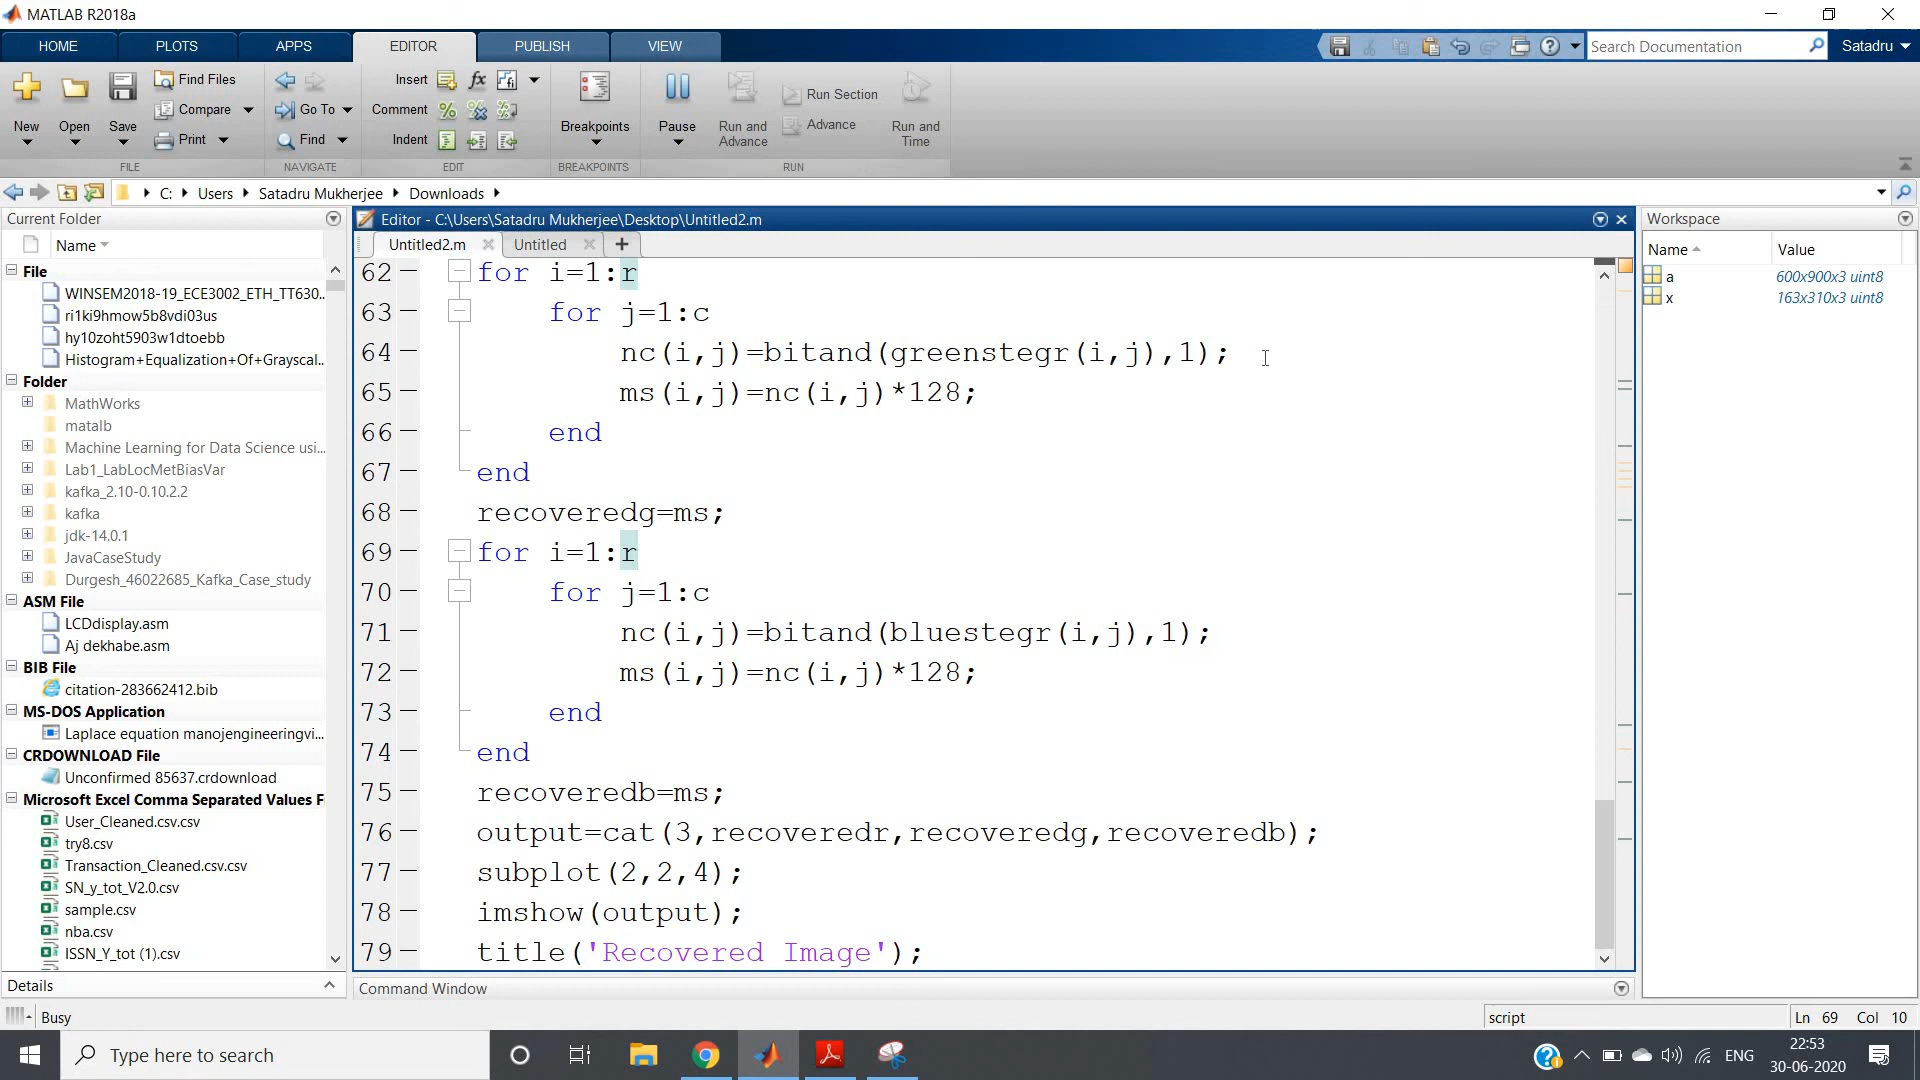 MATLAB R2018a
HOME PLOTS APPS EDITOR PUBLISH VIEW
Search Documentation Satadru
New Open Save
Find Files
Compare
Print
Go To
Find
Insert
Comment
Indent
Breakpoints
Pause
Run and Advance
Run Section
Advance
Run and Time
FILE NAVIGATE EDIT BREAKPOINTS RUN
C: Users Satadru Mukherjee Downloads
Current Folder
Name
File
WINSEM2018-19_ECE3002_ETH_TT630...
ri1ki9hmow5b8vdi03us
hy10zoht5903w1dtoebb
Histogram+Equalization+Of+Grayscal...
Folder
MathWorks
matalb
Machine Learning for Data Science usi...
Lab1_LabLocMetBiasVar
kafka_2.10-0.10.2.2
kafka
jdk-14.0.1
JavaCaseStudy
Durgesh_46022685_Kafka_Case_study
ASM File
LCDdisplay.asm
Aj dekhabe.asm
BIB File
citation-283662412.bib
MS-DOS Application
Laplace equation manojengineeringvi...
CRDOWNLOAD File
Unconfirmed 85637.crdownload
Microsoft Excel Comma Separated Values F
User_Cleaned.csv.csv
try8.csv
Transaction_Cleaned.csv.csv
SN_y_tot_V2.0.csv
sample.csv
nba.csv
ISSN_Y_tot (1).csv
Details
Editor - C:\Users\Satadru Mukherjee\Desktop\Untitled2.m
Untitled2.m Untitled
62 for i=1:r
63 for j=1:c
64 nc(i,j)=bitand(greenstegr(i,j),1);
65 ms(i,j)=nc(i,j)*128;
66 end
67 end
68 recoveredg=ms;
69 for i=1:r
70 for j=1:c
71 nc(i,j)=bitand(bluestegr(i,j),1);
72 ms(i,j)=nc(i,j)*128;
73 end
74 end
75 recoveredb=ms;
76 output=cat(3,recoveredr,recoveredg,recoveredb);
77 subplot(2,2,4);
78 imshow(output);
79 title('Recovered Image');
Command Window
Workspace
Name Value
a 600x900x3 uint8
x 163x310x3 uint8
Busy script Ln 69 Col 10
Type here to search
ENG
22:53
30-06-2020